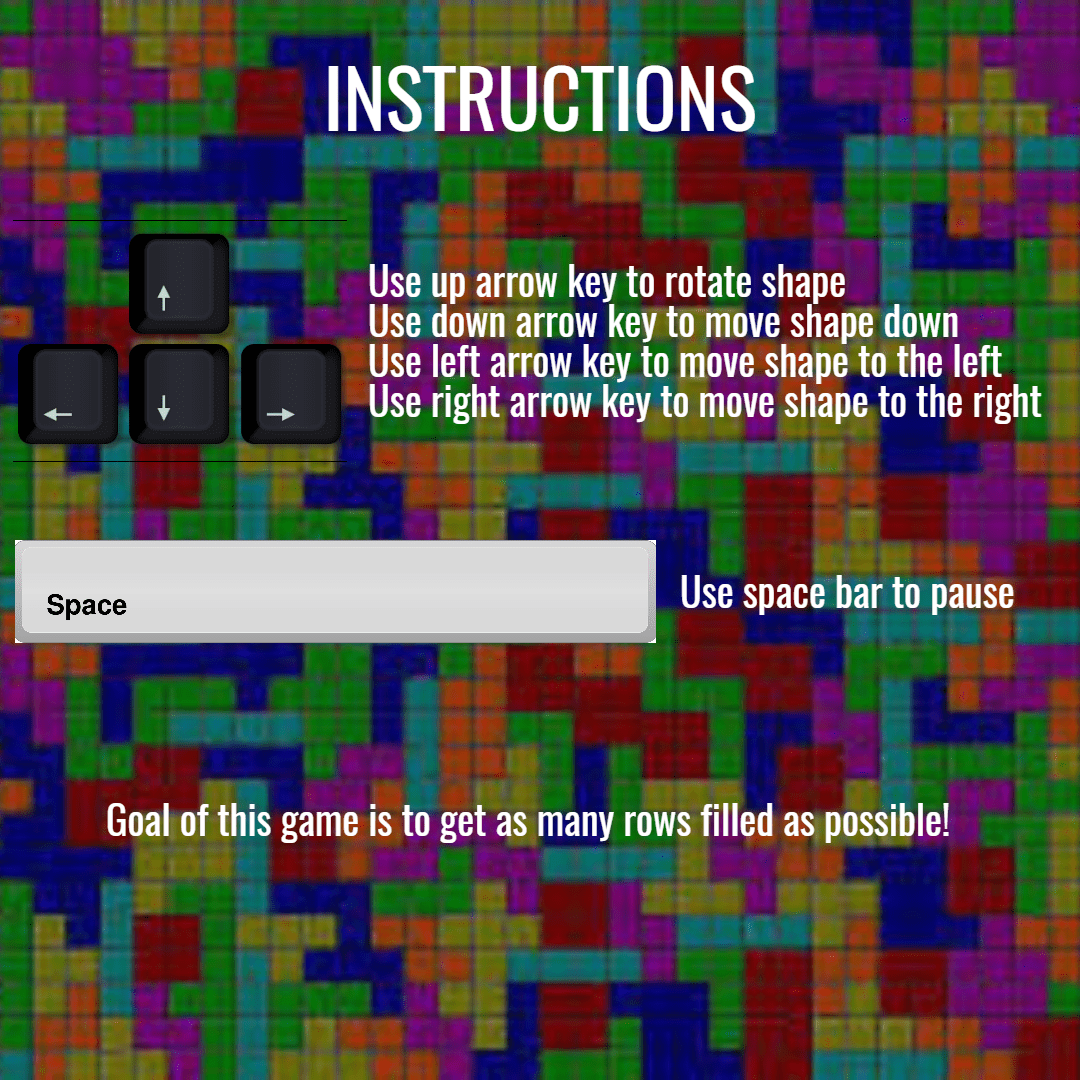 INSTRUCTIONS
Use up arrow key to rotate shape
Use down arrow key to move shape down
Use left arrow key to move shape to the left
Use right arrow key to move shape to the right
Space
Use space bar to pause
Goal of this game is to get as many rows filled as possible!